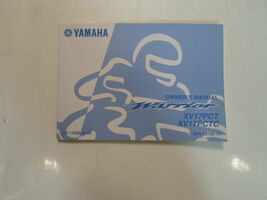 YAMAHA
OWNER'S MANUAL
Warrior
XV17PCT
XV17PCTC